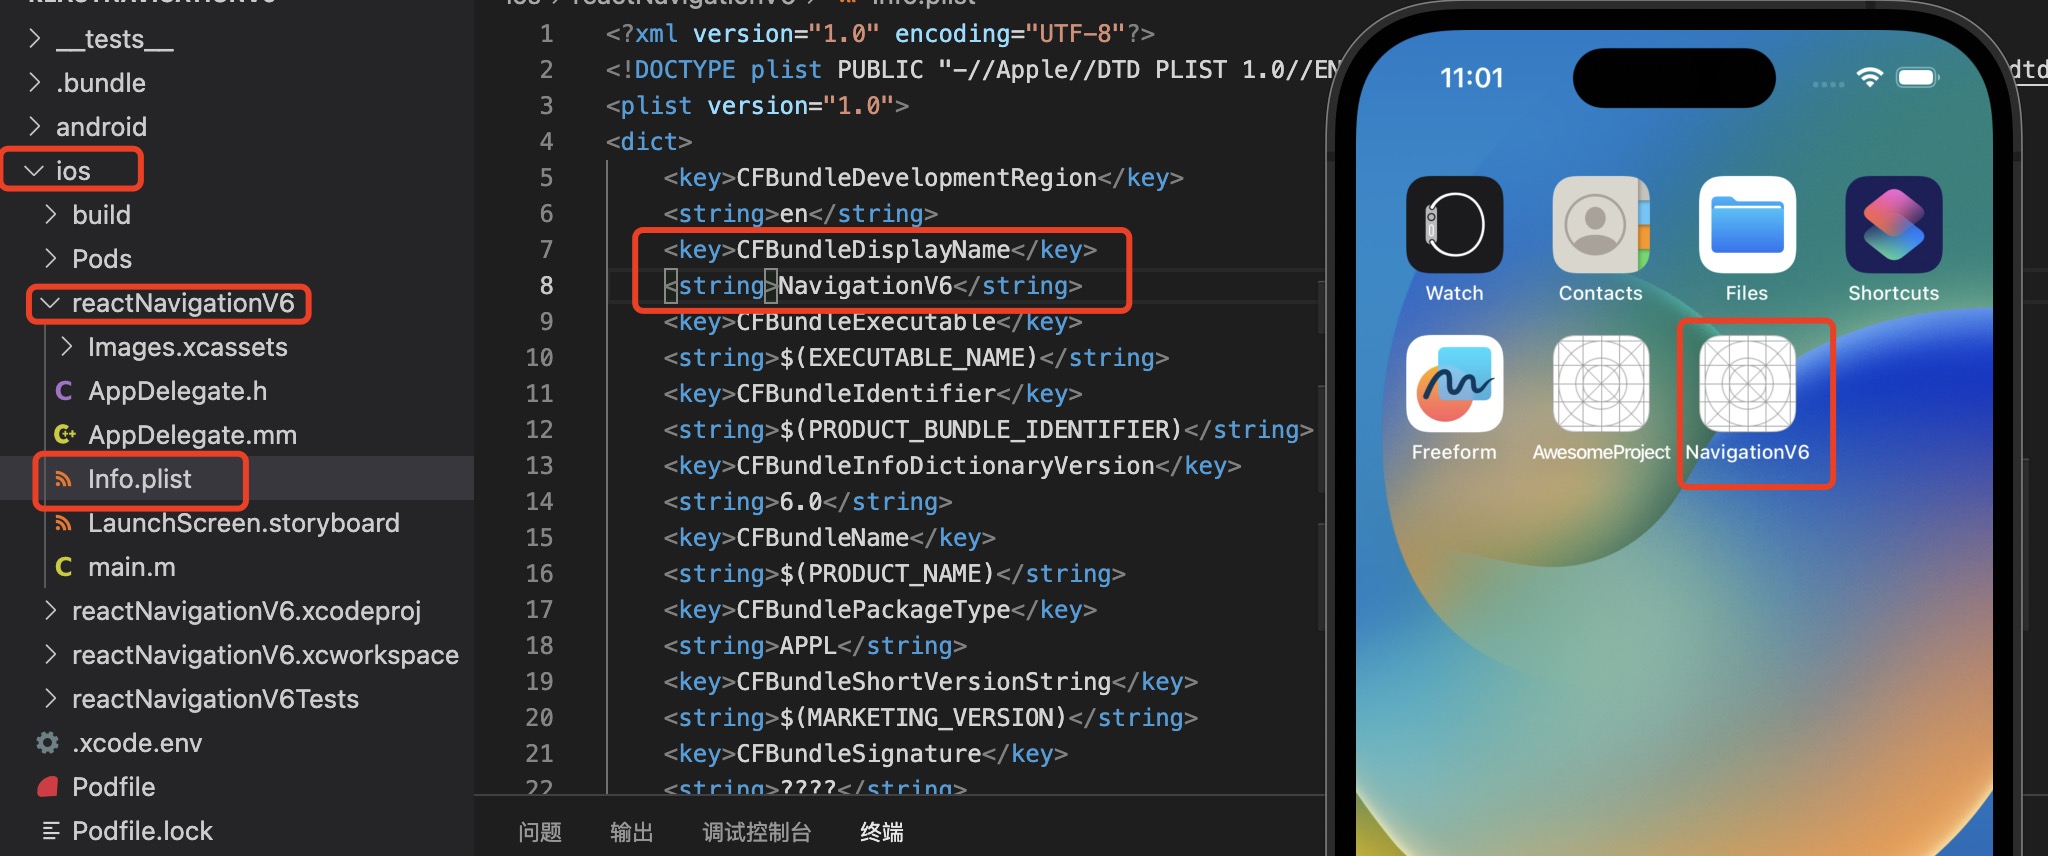 __tests__
.bundle
android
ios
build
Pods
reactNavigationV6
Images.xcassets
AppDelegate.h
AppDelegate.mm
Info.plist
LaunchScreen.storyboard
main.m
reactNavigationV6.xcodeproj
reactNavigationV6.xcworkspace
reactNavigationV6Tests
.xcode.env
Podfile
Podfile.lock
1 <?xml version="1.0" encoding="UTF-8"?>
2 <!DOCTYPE plist PUBLIC "-//Apple//DTD PLIST 1.0//EN
dtd
3 <plist version="1.0">
4 <dict>
5 <key>CFBundleDevelopmentRegion</key>
6 <string>en</string>
7 <key>CFBundleDisplayName</key>
8 <string>NavigationV6</string>
9 <key>CFBundleExecutable</key>
10 <string>$(EXECUTABLE_NAME)</string>
11 <key>CFBundleIdentifier</key>
12 <string>$(PRODUCT_BUNDLE_IDENTIFIER)</string>
13 <key>CFBundleInfoDictionaryVersion</key>
14 <string>6.0</string>
15 <key>CFBundleName</key>
16 <string>$(PRODUCT_NAME)</string>
17 <key>CFBundlePackageType</key>
18 <string>APPL</string>
19 <key>CFBundleShortVersionString</key>
20 <string>$(MARKETING_VERSION)</string>
21 <key>CFBundleSignature</key>
22 <string>????</string>
问题 输出 调试控制台 终端
11:01
Watch Contacts Files Shortcuts
Freeform AwesomeProject NavigationV6